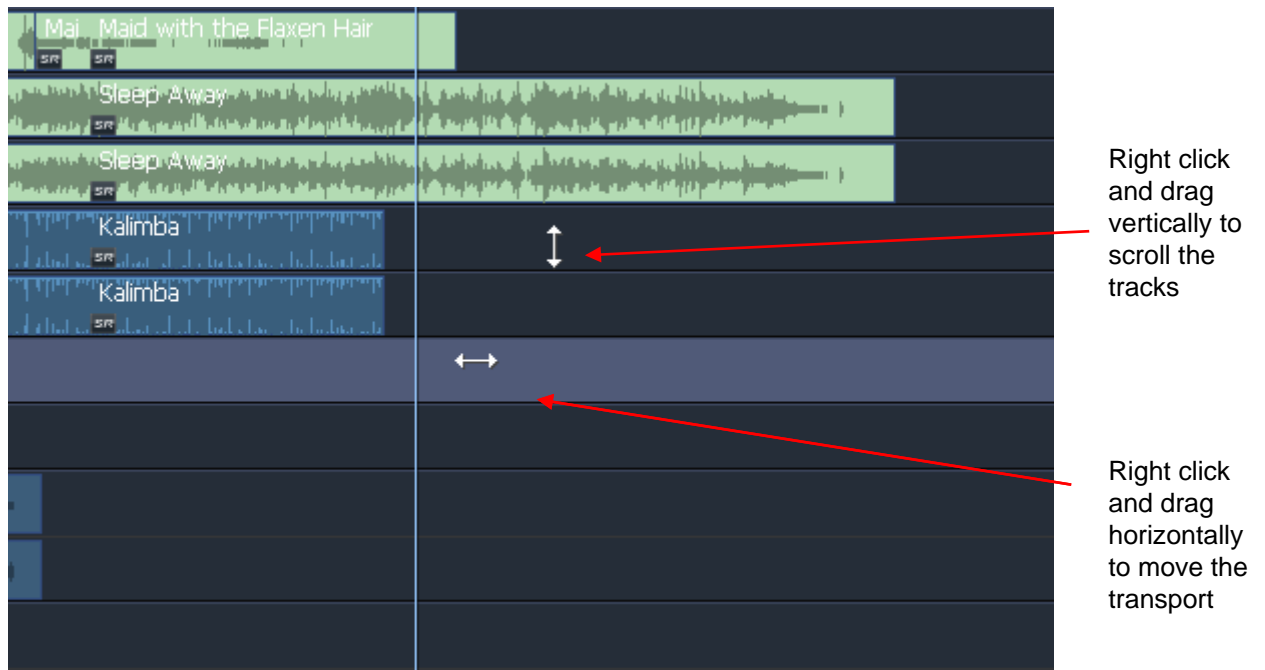 Mai Maid with the Flaxen Hair
SR SR
Sleep Away
SR
Sleep Away
SR
Kalimba
SR
Kalimba
SR
Right click
and drag
vertically to
scroll the
tracks
Right click
and drag
horizontally
to move the
transport